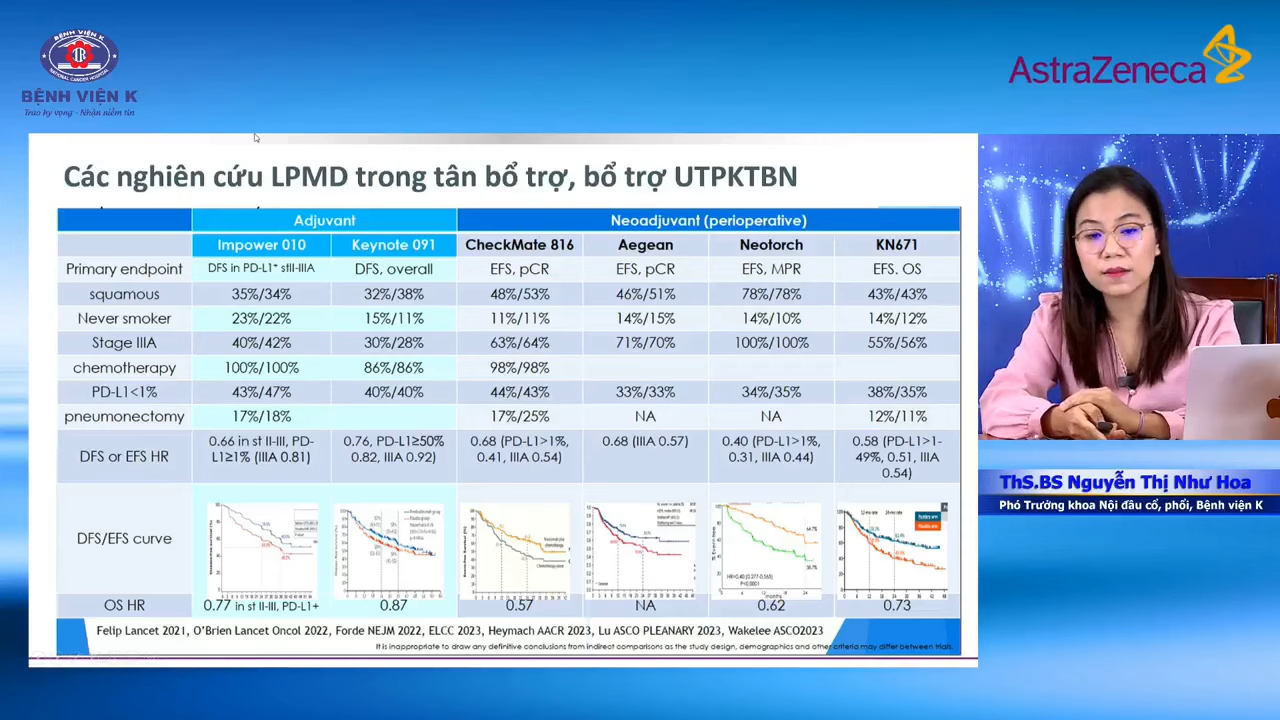 BỆNH VIỆN K
NATIONAL CANCER HOSPITAL
BỆNH VIỆN K
Trao hy vọng - Nhận niềm tin
AstraZeneca
Các nghiên cứu LPMD trong tân bổ trợ, bổ trợ UTPKTBN
Adjuvant Neoadjuvant (perioperative)
Impower 010 Keynote 091 CheckMate 816 Aegean Neotorch KN671
Primary endpoint DFS in PD-L1+ stII-IIIA DFS, overall EFS, pCR EFS, pCR EFS, MPR EFS. OS
squamous 35%/34% 32%/38% 48%/53% 46%/51% 78%/78% 43%/43%
Never smoker 23%/22% 15%/11% 11%/11% 14%/15% 14%/10% 14%/12%
Stage IIIA 40%/42% 30%/28% 63%/64% 71%/70% 100%/100% 55%/56%
chemotherapy 100%/100% 86%/86% 98%/98%
PD-L1<1% 43%/47% 40%/40% 44%/43% 33%/33% 34%/35% 38%/35%
pneumonectomy 17%/18% 17%/25% NA NA 12%/11%
DFS or EFS HR 0.66 in st II-III, PD-L1≥1% (IIIA 0.81) 0.76, PD-L1≥50% 0.82, IIIA 0.92) 0.68 (PD-L1>1%, 0.41, IIIA 0.54) 0.68 (IIIA 0.57) 0.40 (PD-L1>1%, 0.31, IIIA 0.44) 0.58 (PD-L1>1-49%, 0.51, IIIA 0.54)
DFS/EFS curve
OS HR 0.77 in st II-III, PD-L1+ 0.87 0.57 NA 0.62 0.73
Felip Lancet 2021, O'Brien Lancet Oncol 2022, Forde NEJM 2022, ELCC 2023, Heymach AACR 2023, Lu ASCO PLEANARY 2023, Wakelee ASCO2023
It is inappropriate to draw any definitive conclusions from indirect comparisons as the study design, demographics and other criteria may differ between trials.
ThS.BS Nguyễn Thị Như Hoa
Phó Trưởng khoa Nội đầu cổ, phổi, Bệnh viện K